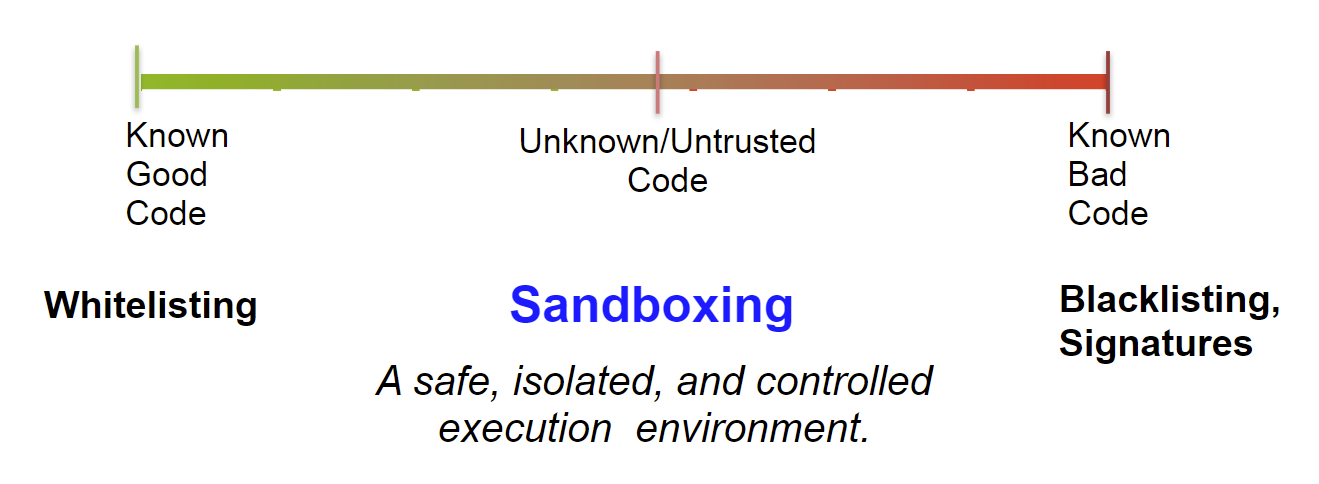 Known
Good
Code
Unknown/Untrusted
Code
Known
Bad
Code
Whitelisting
Sandboxing
A safe, isolated, and controlled
execution environment.
Blacklisting,
Signatures